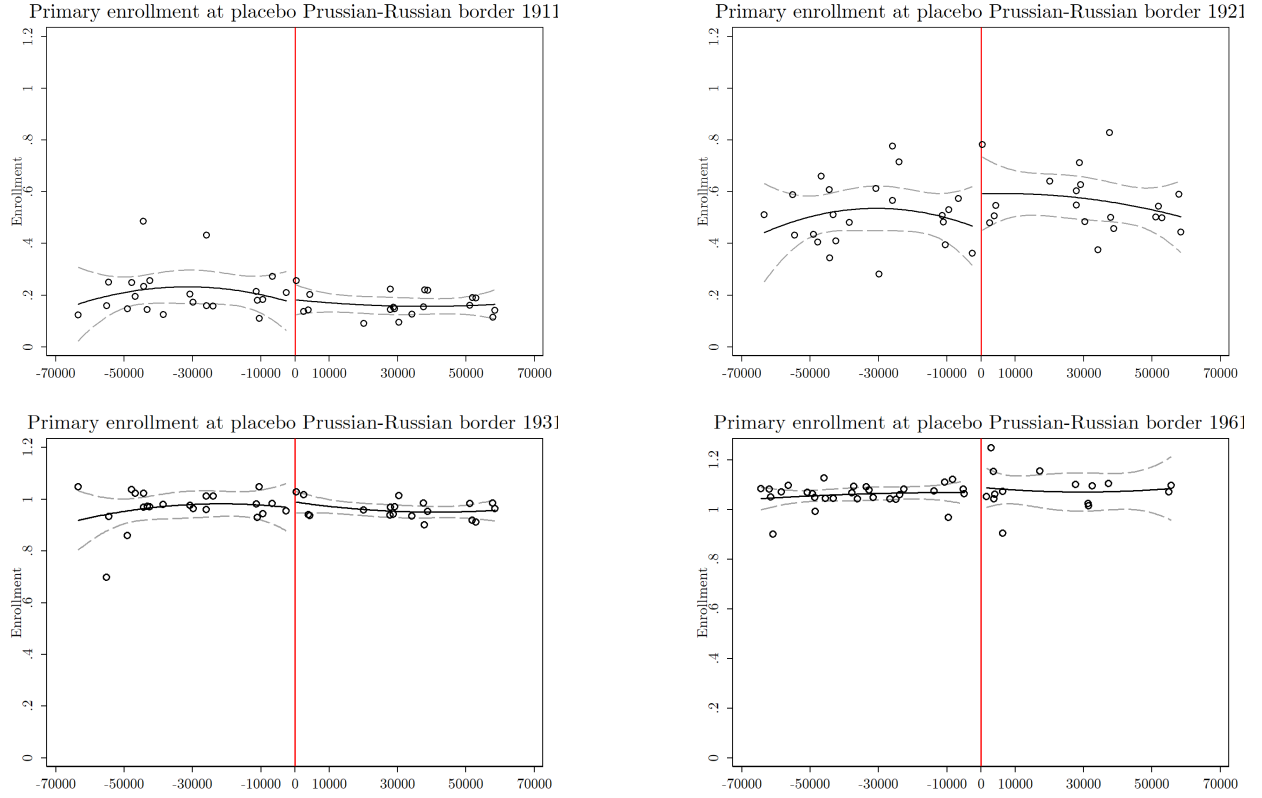 Primary enrollment at placebo Prussian-Russian border 1911
Enrollment
0 .2 .4 .6 .8 1 1.2
-70000 -50000 -30000 -10000 0 10000 30000 50000 70000
Primary enrollment at placebo Prussian-Russian border 1921
Enrollment
0 .2 .4 .6 .8 1 1.2
-70000 -50000 -30000 -10000 0 10000 30000 50000 70000
Primary enrollment at placebo Prussian-Russian border 1931
Enrollment
0 .2 .4 .6 .8 1 1.2
-70000 -50000 -30000 -10000 0 10000 30000 50000 70000
Primary enrollment at placebo Prussian-Russian border 1961
Enrollment
0 .2 .4 .6 .8 1 1.2
-70000 -50000 -30000 -10000 0 10000 30000 50000 70000